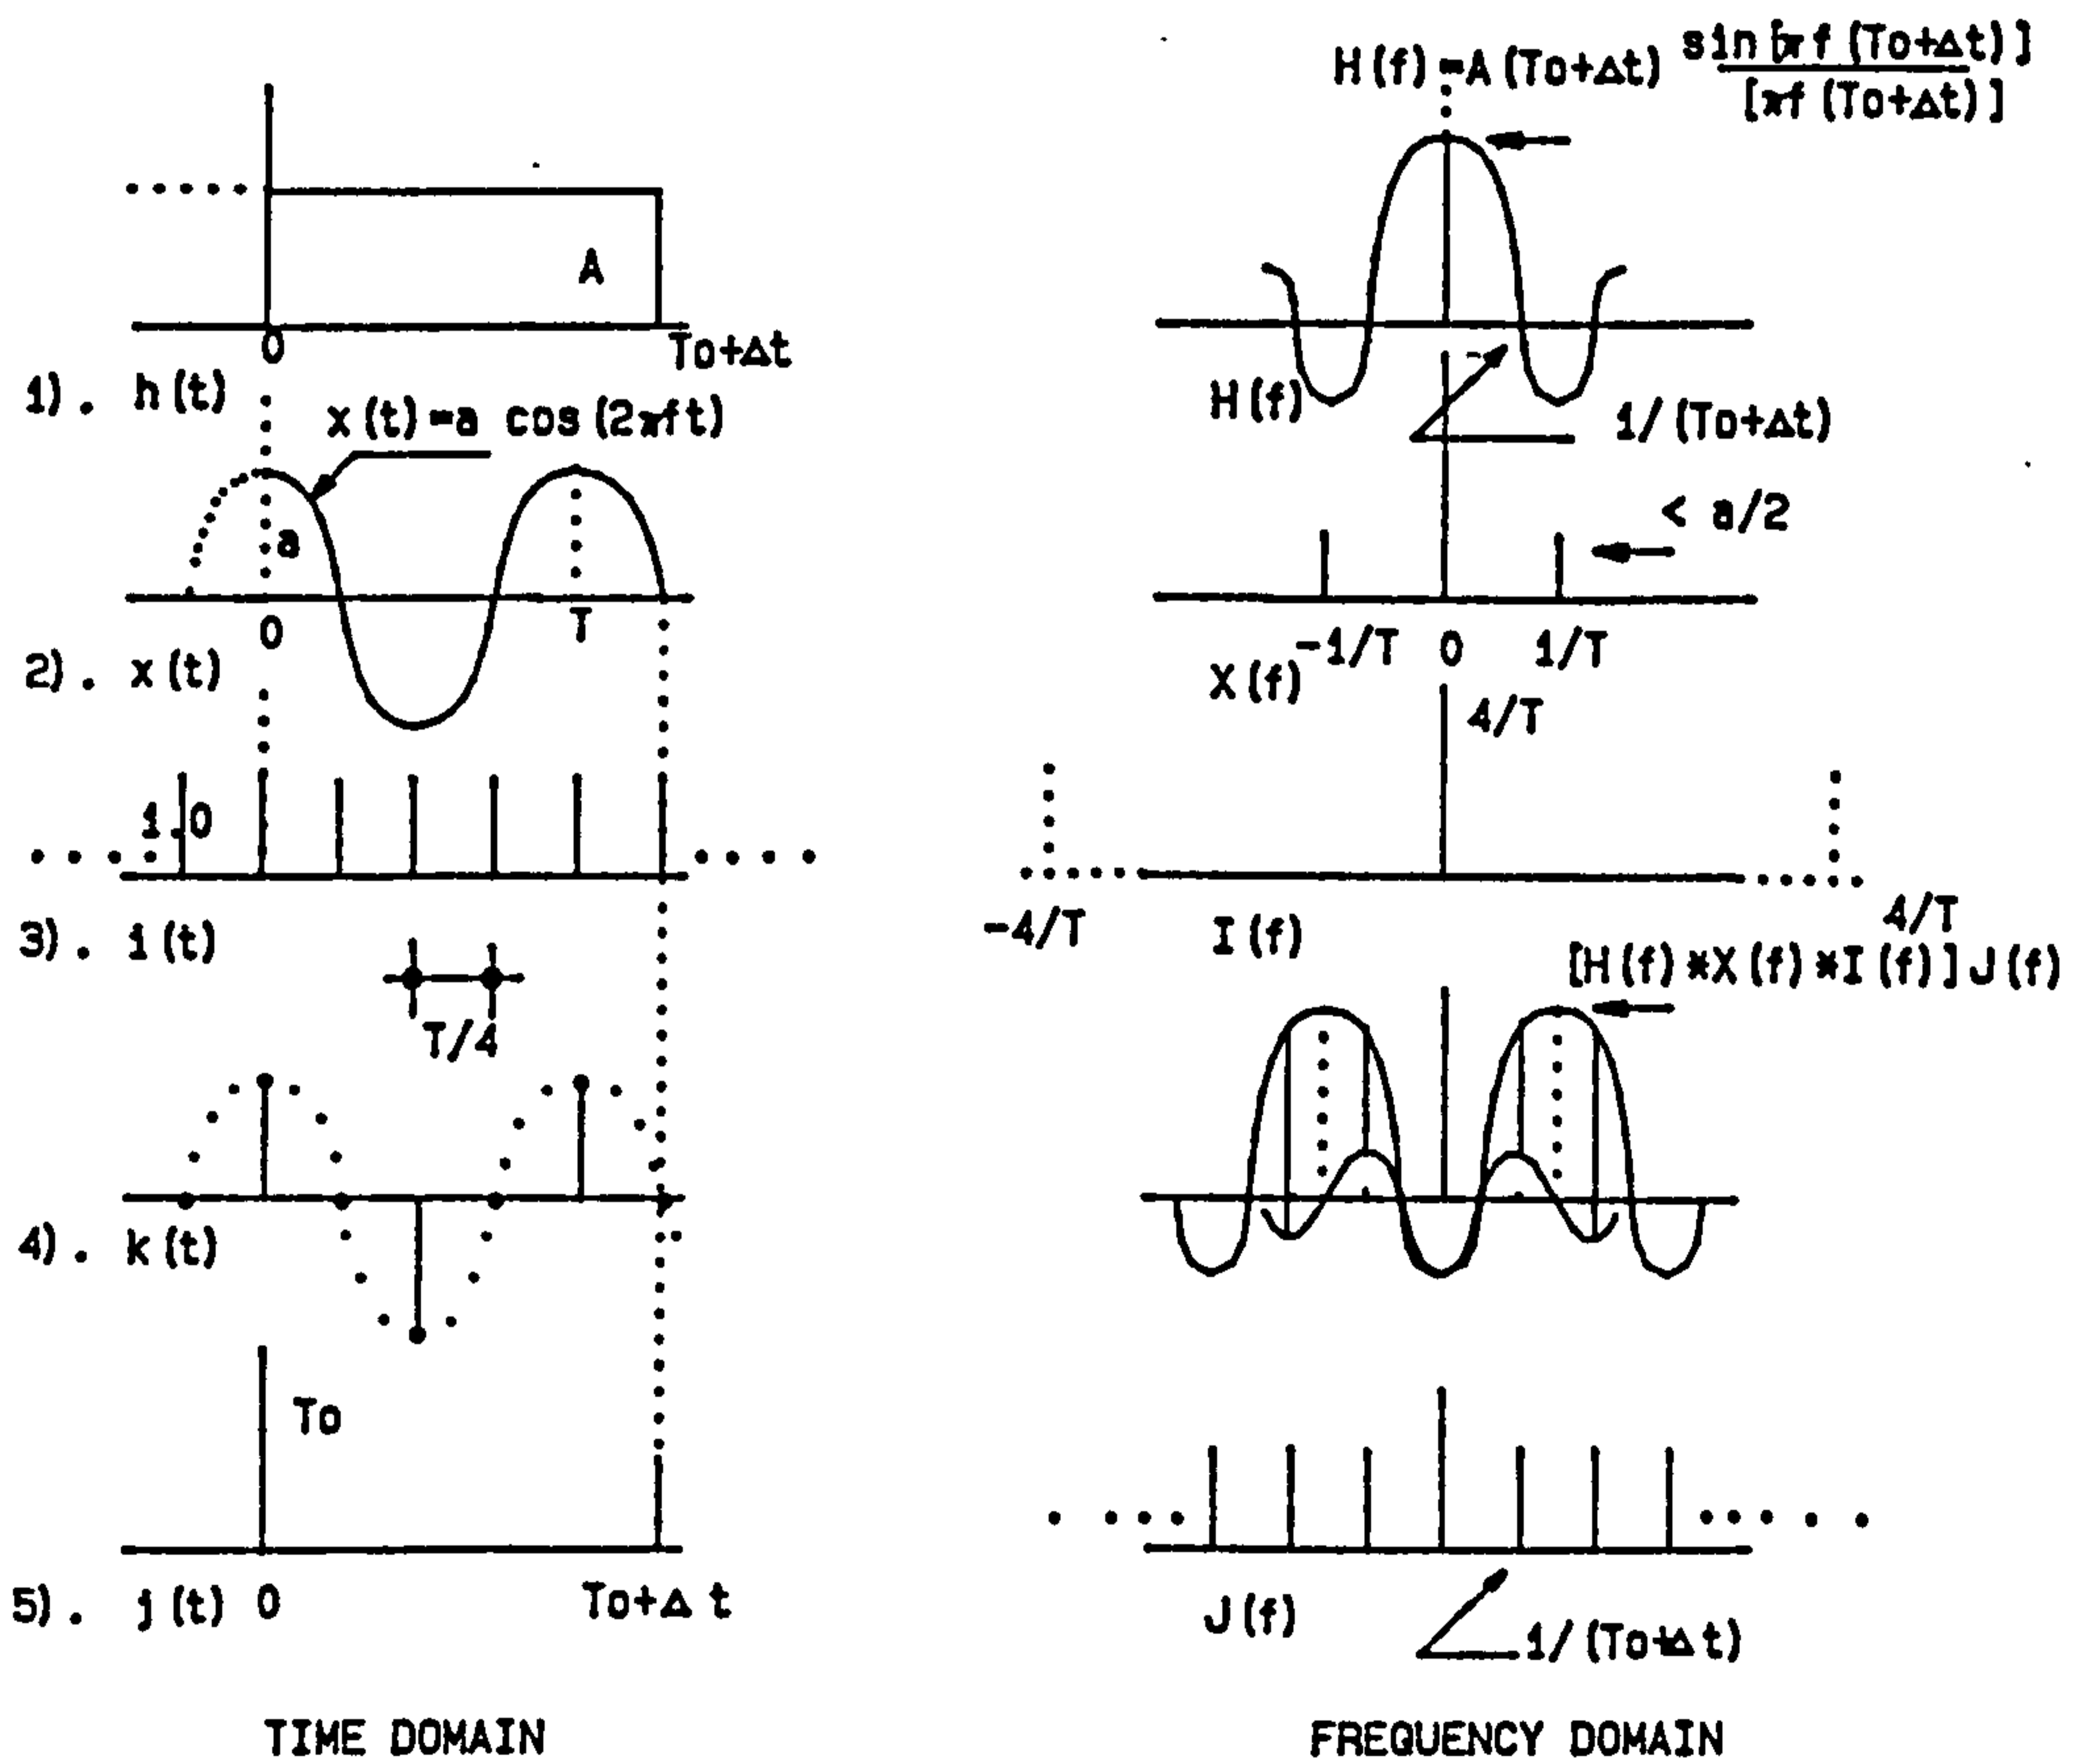 H(f)=A(To+Δt) sin[πf(To+Δt)]
[πf(To+Δt)]
A
0
To+Δt
1). h(t)
H(f)
1/(To+Δt)
x(t)=a cos(2πft)
a
0
T
2). x(t)
< a/2
-1/T 0 1/T
X(f)
4/T
1.0
3). i(t)
-4/T
I(f)
4/T
T/4
[H(f)*X(f)*I(f)]J(f)
4). k(t)
To
5). j(t) 0
To+Δ t
J(f)
1/(To+Δt)
TIME DOMAIN
FREQUENCY DOMAIN